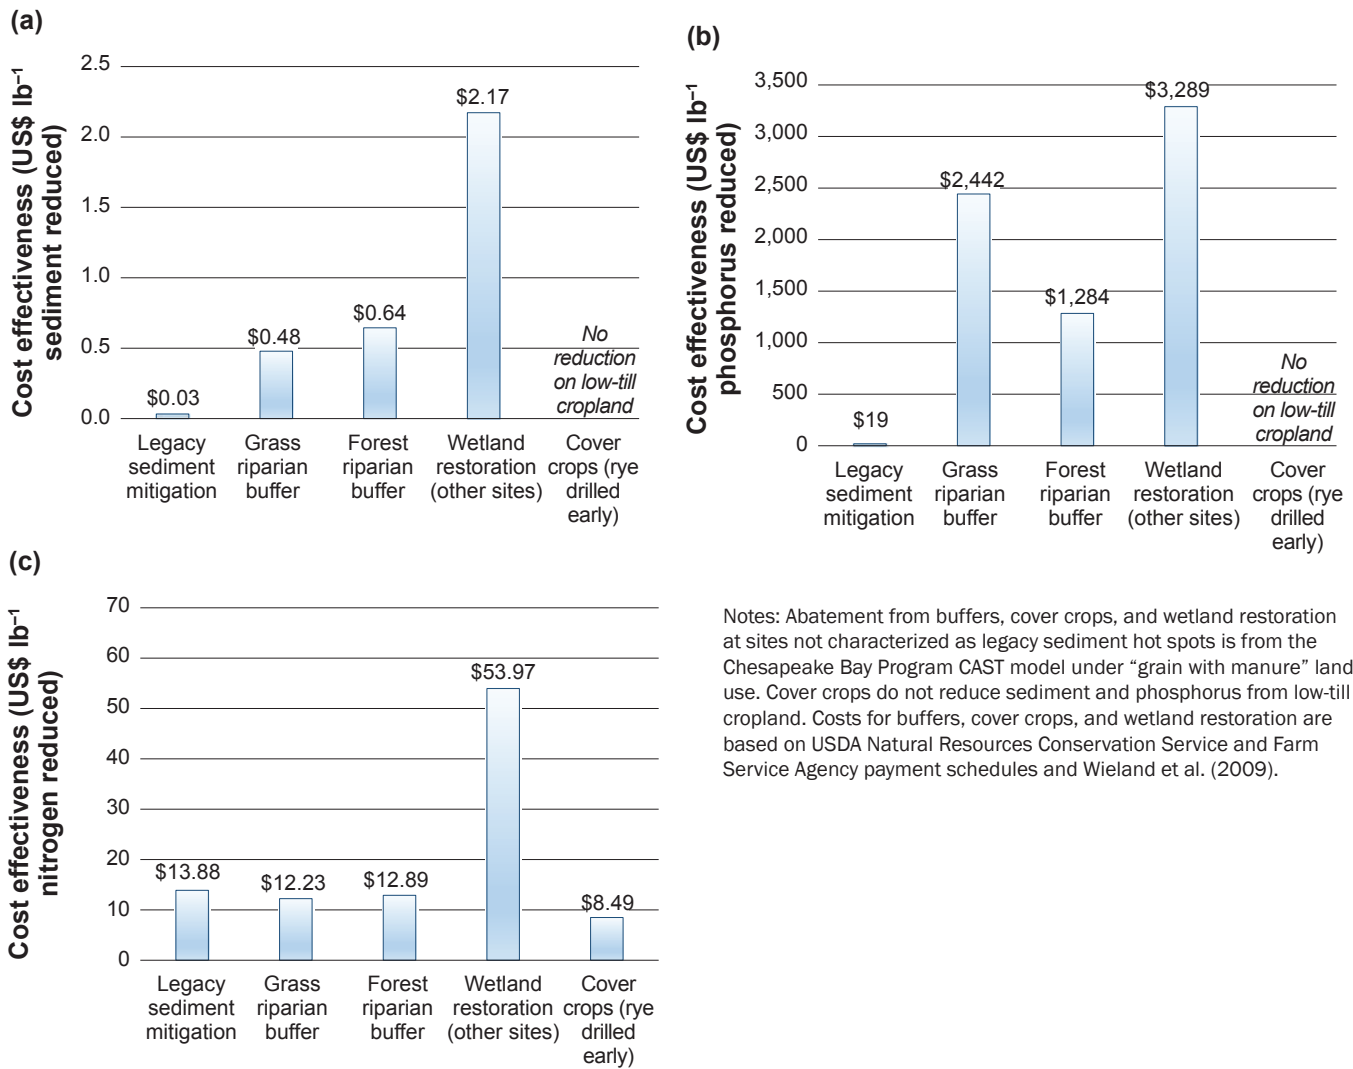 (a)
Cost effectiveness (US$ lb⁻¹
sediment reduced)
2.5
2.0
1.5
1.0
0.5
0.0
$0.03
$0.48
$0.64
$2.17
No
reduction
on low-till
cropland
Legacy
sediment
mitigation
Grass
riparian
buffer
Forest
riparian
buffer
Wetland
restoration
(other sites)
Cover
crops (rye
drilled
early)
(b)
Cost effectiveness (US$ lb⁻¹
phosphorus reduced)
3,500
3,000
2,500
2,000
1,500
1,000
500
0
$19
$2,442
$1,284
$3,289
No
reduction
on low-till
cropland
Legacy
sediment
mitigation
Grass
riparian
buffer
Forest
riparian
buffer
Wetland
restoration
(other sites)
Cover
crops (rye
drilled
early)
(c)
Cost effectiveness (US$ lb⁻¹
nitrogen reduced)
70
60
50
40
30
20
10
0
$13.88
$12.23
$12.89
$53.97
$8.49
Legacy
sediment
mitigation
Grass
riparian
buffer
Forest
riparian
buffer
Wetland
restoration
(other sites)
Cover
crops (rye
drilled
early)
Notes: Abatement from buffers, cover crops, and wetland restoration
at sites not characterized as legacy sediment hot spots is from the
Chesapeake Bay Program CAST model under “grain with manure” land
use. Cover crops do not reduce sediment and phosphorus from low-till
cropland. Costs for buffers, cover crops, and wetland restoration are
based on USDA Natural Resources Conservation Service and Farm
Service Agency payment schedules and Wieland et al. (2009).